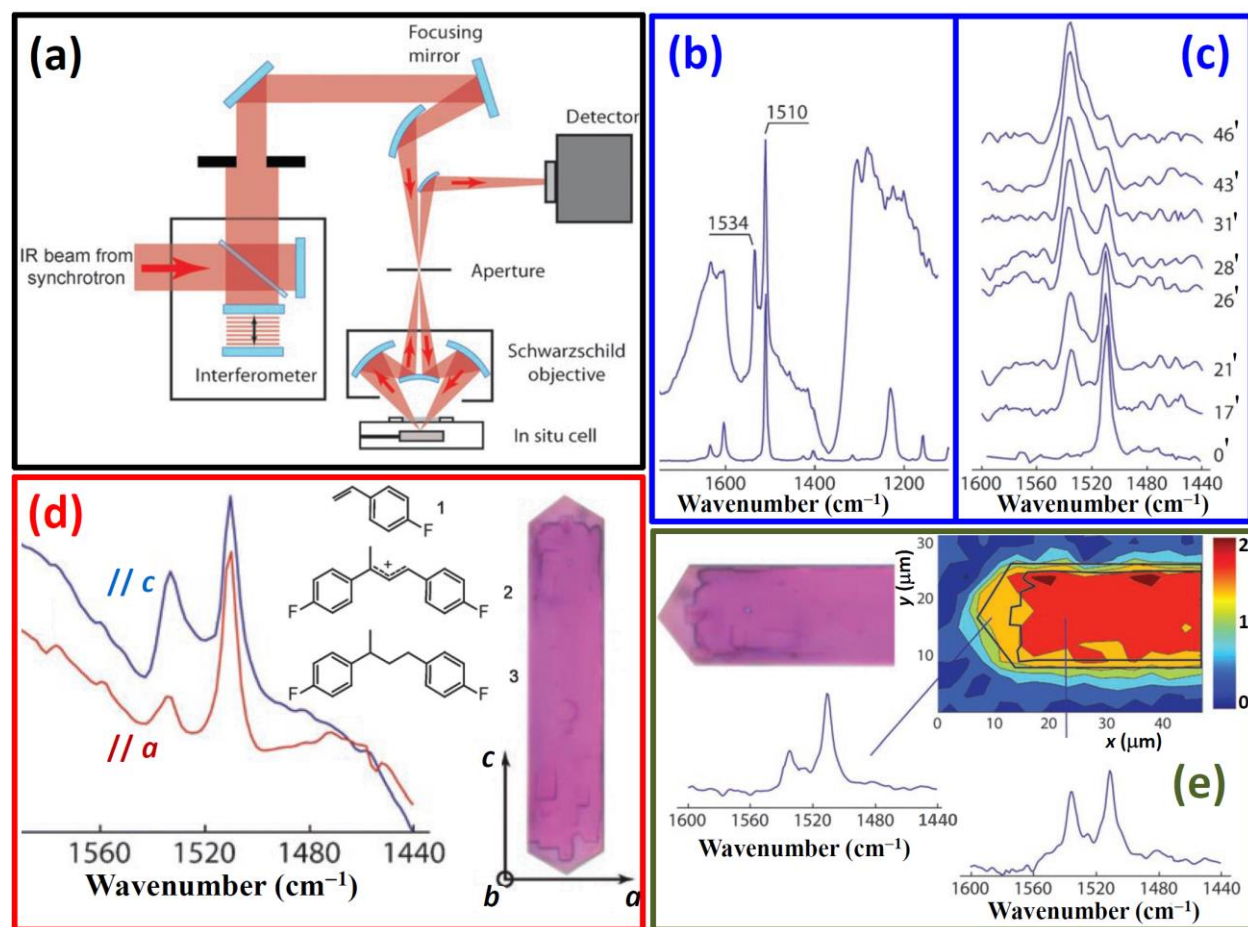 (a)
Focusing
mirror
Detector
IR beam from
synchrotron
Aperture
Interferometer
Schwarzschild
objective
In situ cell
(b)
1510
1534
1600 1400 1200
Wavenumber (cm⁻¹)
(c)
46'
43'
31'
28'
26'
21'
17'
0'
1600 1560 1520 1480 1440
Wavenumber (cm⁻¹)
(d)
// c
// a
1
F
2
F
+
F
3
F
F
1560 1520 1480 1440
Wavenumber (cm⁻¹)
c
b
a
y (μm)
30
20
10
0 10 20 30 40
x (μm)
2
1
0
(e)
1600 1560 1520 1480 1440
Wavenumber (cm⁻¹)
1600 1560 1520 1480 1440
Wavenumber (cm⁻¹)